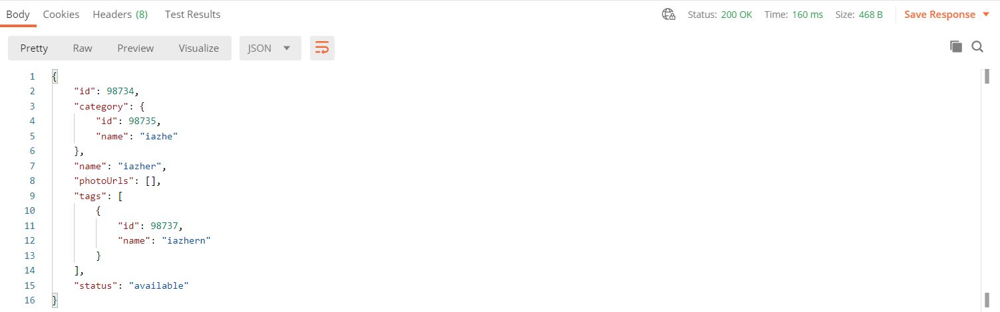 Body Cookies Headers (8) Test Results Status: 200 OK Time: 160 ms Size: 468 B Save Response
Pretty Raw Preview Visualize JSON
1 {
2 "id": 98734,
3 "category": {
4 "id": 98735,
5 "name": "iazhe"
6 },
7 "name": "iazher",
8 "photoUrls": [],
9 "tags": [
10 {
11 "id": 98737,
12 "name": "iazhern"
13 }
14 ],
15 "status": "available"
16 }